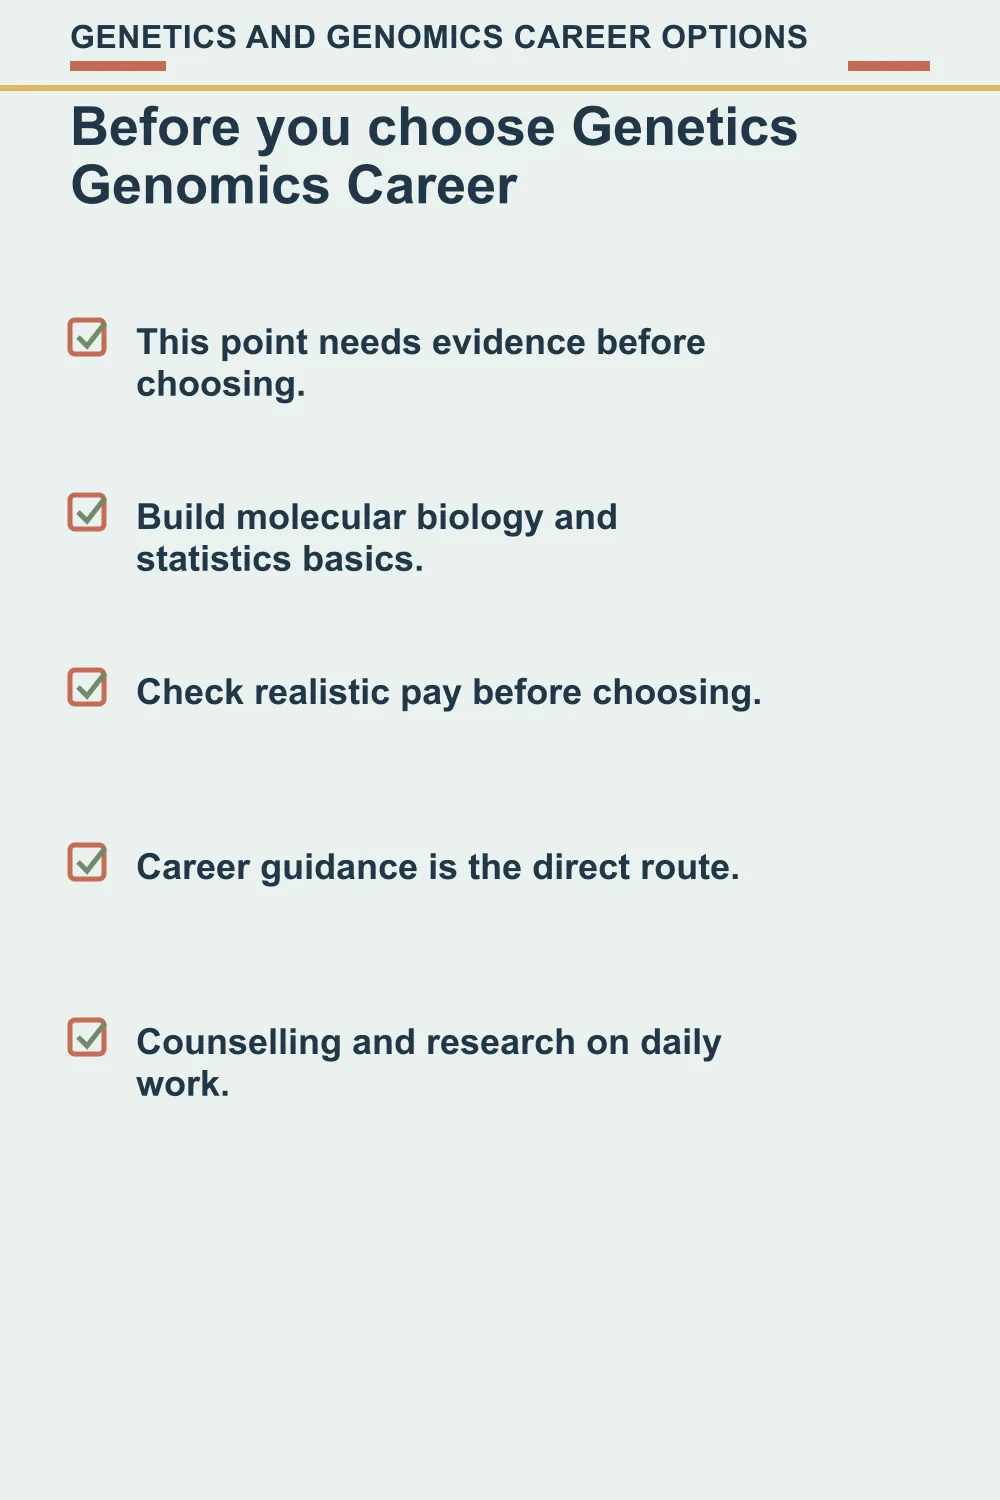 GENETICS AND GENOMICS CAREER OPTIONS
Before you choose Genetics
Genomics Career
This point needs evidence before
choosing.
Build molecular biology and
statistics basics.
Check realistic pay before choosing.
Career guidance is the direct route.
Counselling and research on daily
work.